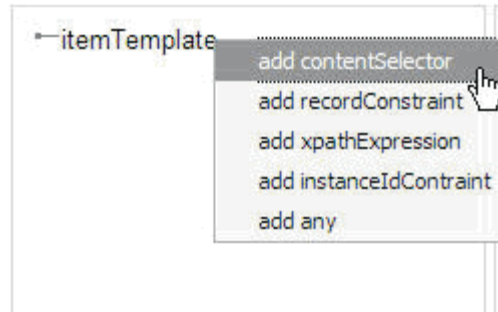 itemTemplate
add contentSelector
add recordConstraint
add xpathExpression
add instanceIdContraint
add any